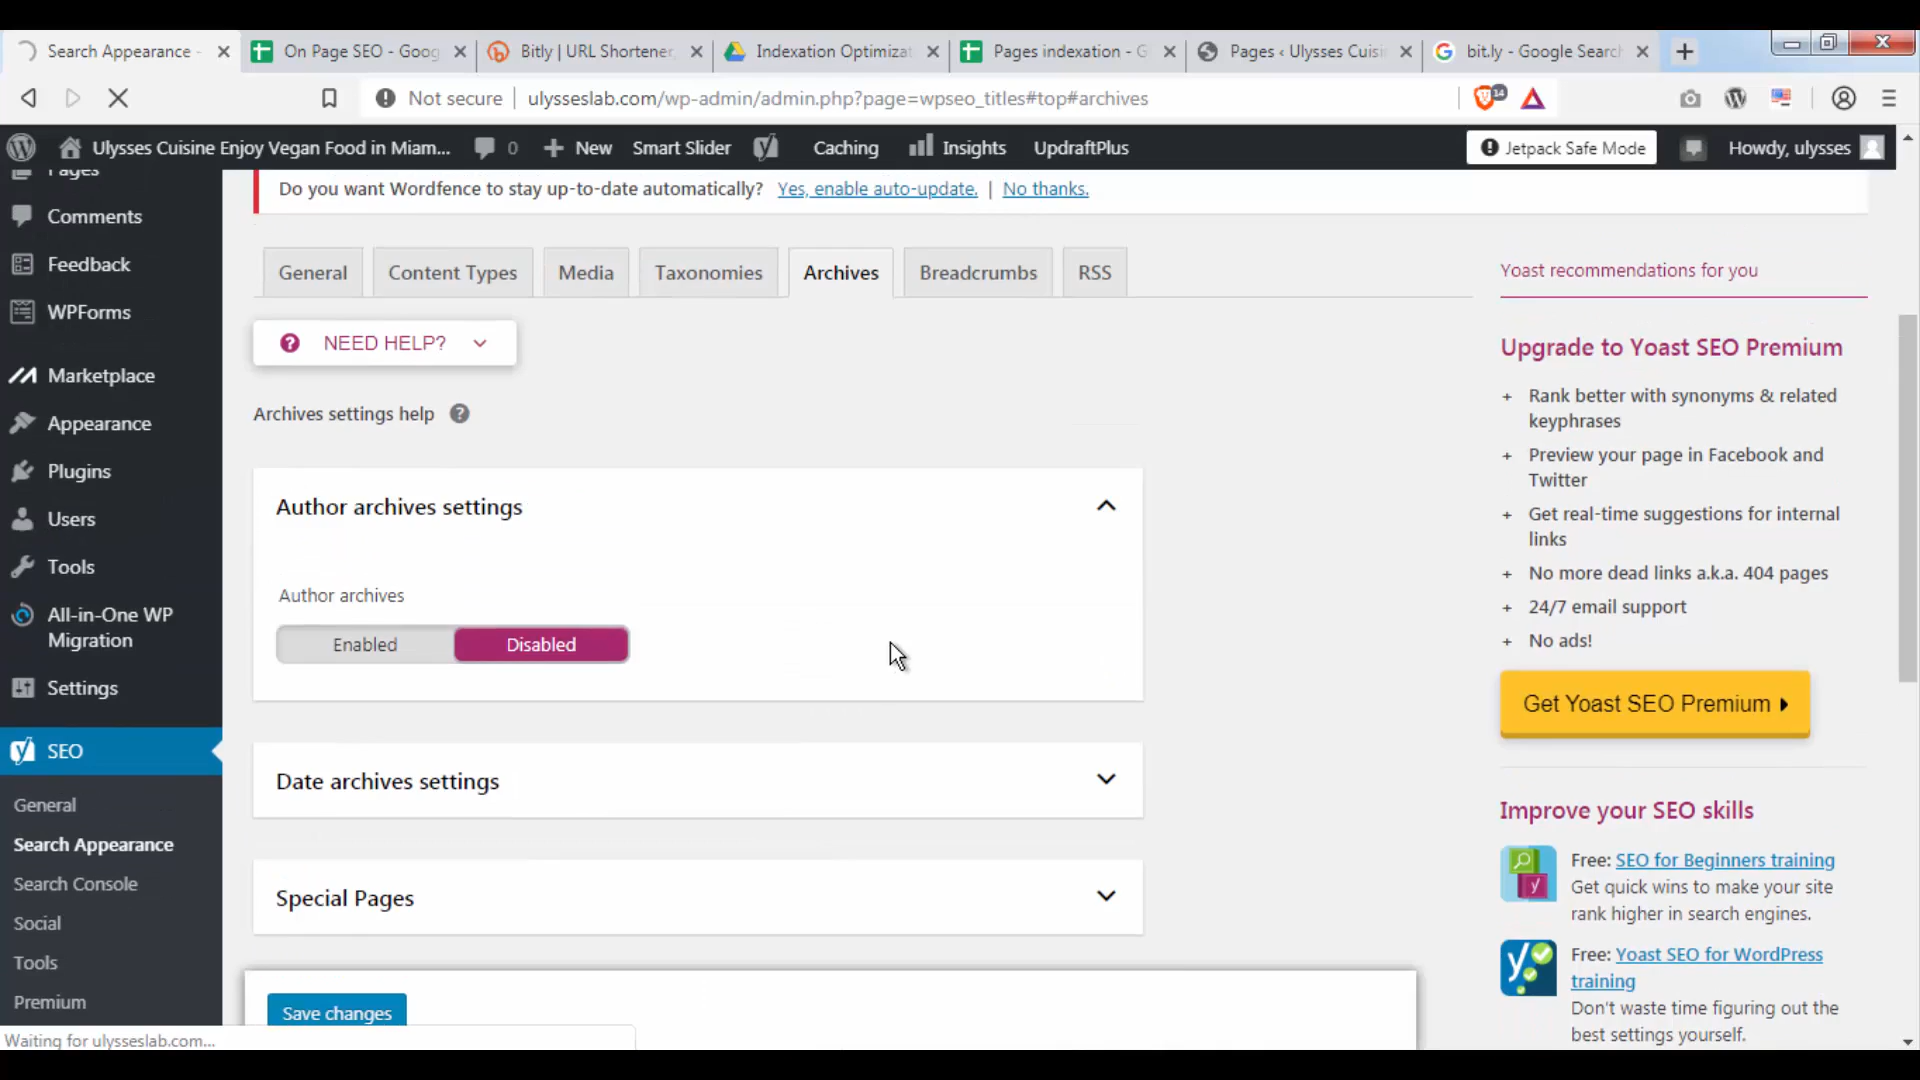 Search Appearance -
On Page SEO - Goog
Bitly | URL Shortener,
Indexation Optimizat
Pages indexation - G
Pages ‹ Ulysses Cuisi
bit.ly - Google Search
Not secure
ulysseslab.com/wp-admin/admin.php?page=wpseo_titles#top#archives
14
Ulysses Cuisine Enjoy Vegan Food in Miam...
0
New
Smart Slider
Caching
Insights
UpdraftPlus
Jetpack Safe Mode
Howdy, ulysses
Pages
Comments
Feedback
WPForms
Marketplace
Appearance
Plugins
Users
Tools
All-in-One WP
Migration
Settings
SEO
General
Search Appearance
Search Console
Social
Tools
Premium
Waiting for ulysseslab.com...
Do you want Wordfence to stay up-to-date automatically? Yes, enable auto-update. | No thanks.
General
Content Types
Media
Taxonomies
Archives
Breadcrumbs
RSS
NEED HELP?
Archives settings help
Author archives settings
Author archives
Enabled
Disabled
Date archives settings
Special Pages
Save changes
Yoast recommendations for you
Upgrade to Yoast SEO Premium
+ Rank better with synonyms & related
keyphrases
+ Preview your page in Facebook and
Twitter
+ Get real-time suggestions for internal
links
+ No more dead links a.k.a. 404 pages
+ 24/7 email support
+ No ads!
Get Yoast SEO Premium
Improve your SEO skills
Free: SEO for Beginners training
Get quick wins to make your site
rank higher in search engines.
Free: Yoast SEO for WordPress
training
Don't waste time figuring out the
best settings yourself.